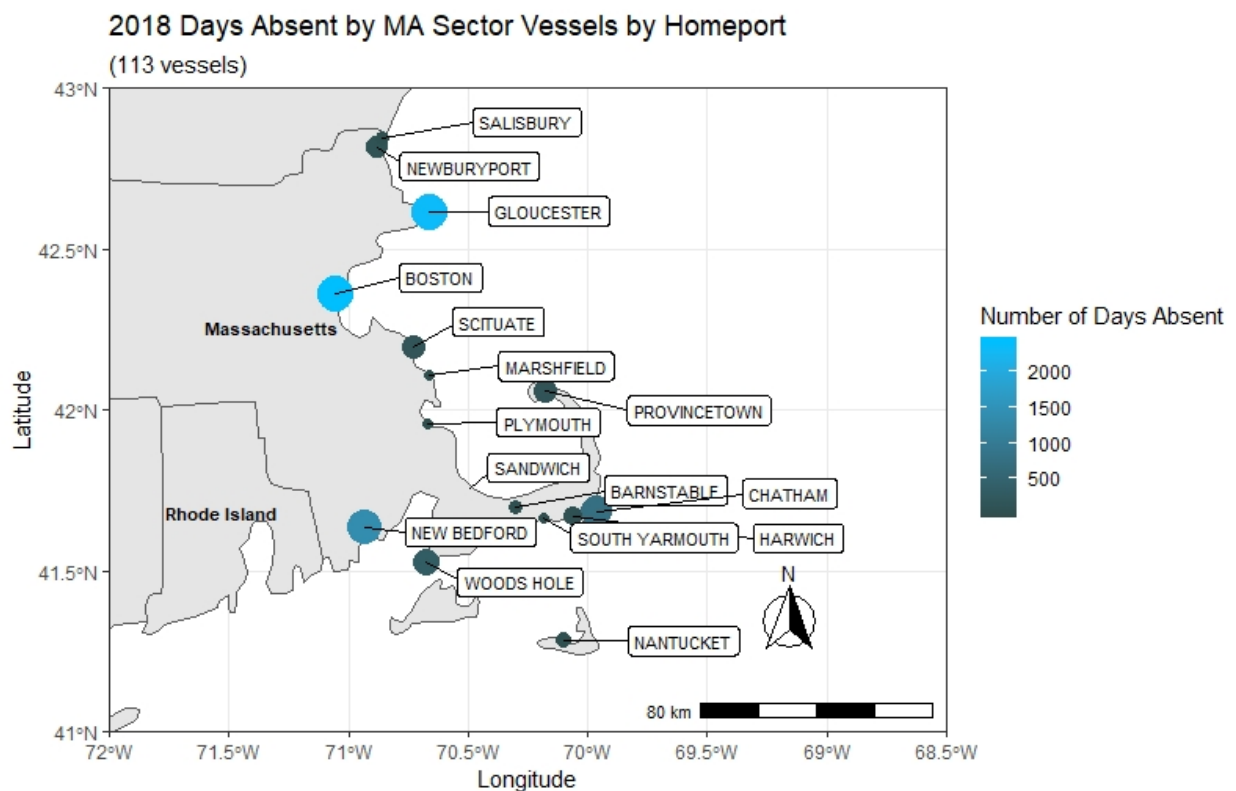 2018 Days Absent by MA Sector Vessels by Homeport
(113 vessels)
43°N
SALISBURY
NEWBURYPORT
GLOUCESTER
42.5°N
BOSTON
Massachusetts
SCITUATE
MARSHFIELD
42°N
PROVINCETOWN
PLYMOUTH
SANDWICH
BARNSTABLE
CHATHAM
Rhode Island
NEW BEDFORD
SOUTH YARMOUTH
HARWICH
41.5°N
WOODS HOLE
N
NANTUCKET
80 km
41°N
72°W 71.5°W 71°W 70.5°W 70°W 69.5°W 69°W 68.5°W
Longitude
Latitude
Number of Days Absent
2000
1500
1000
500